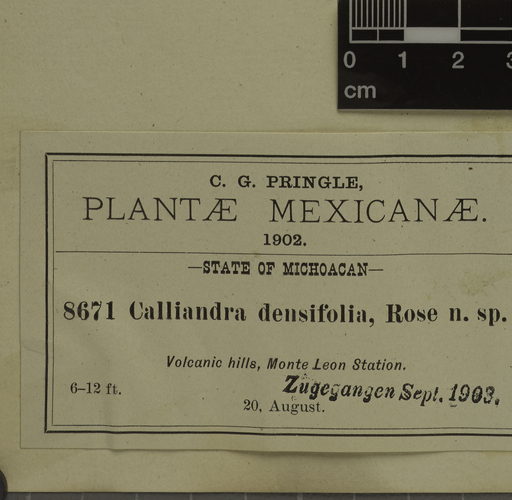 0 1 2 3
cm
C. G. PRINGLE,
PLANTÆ MEXICANÆ.
1902.
—STATE OF MICHOACAN—
8671 Calliandra densifolia, Rose n. sp.
Volcanic hills, Monte Leon Station.
6–12 ft.
Zugegangen Sept. 1903.
20, August.